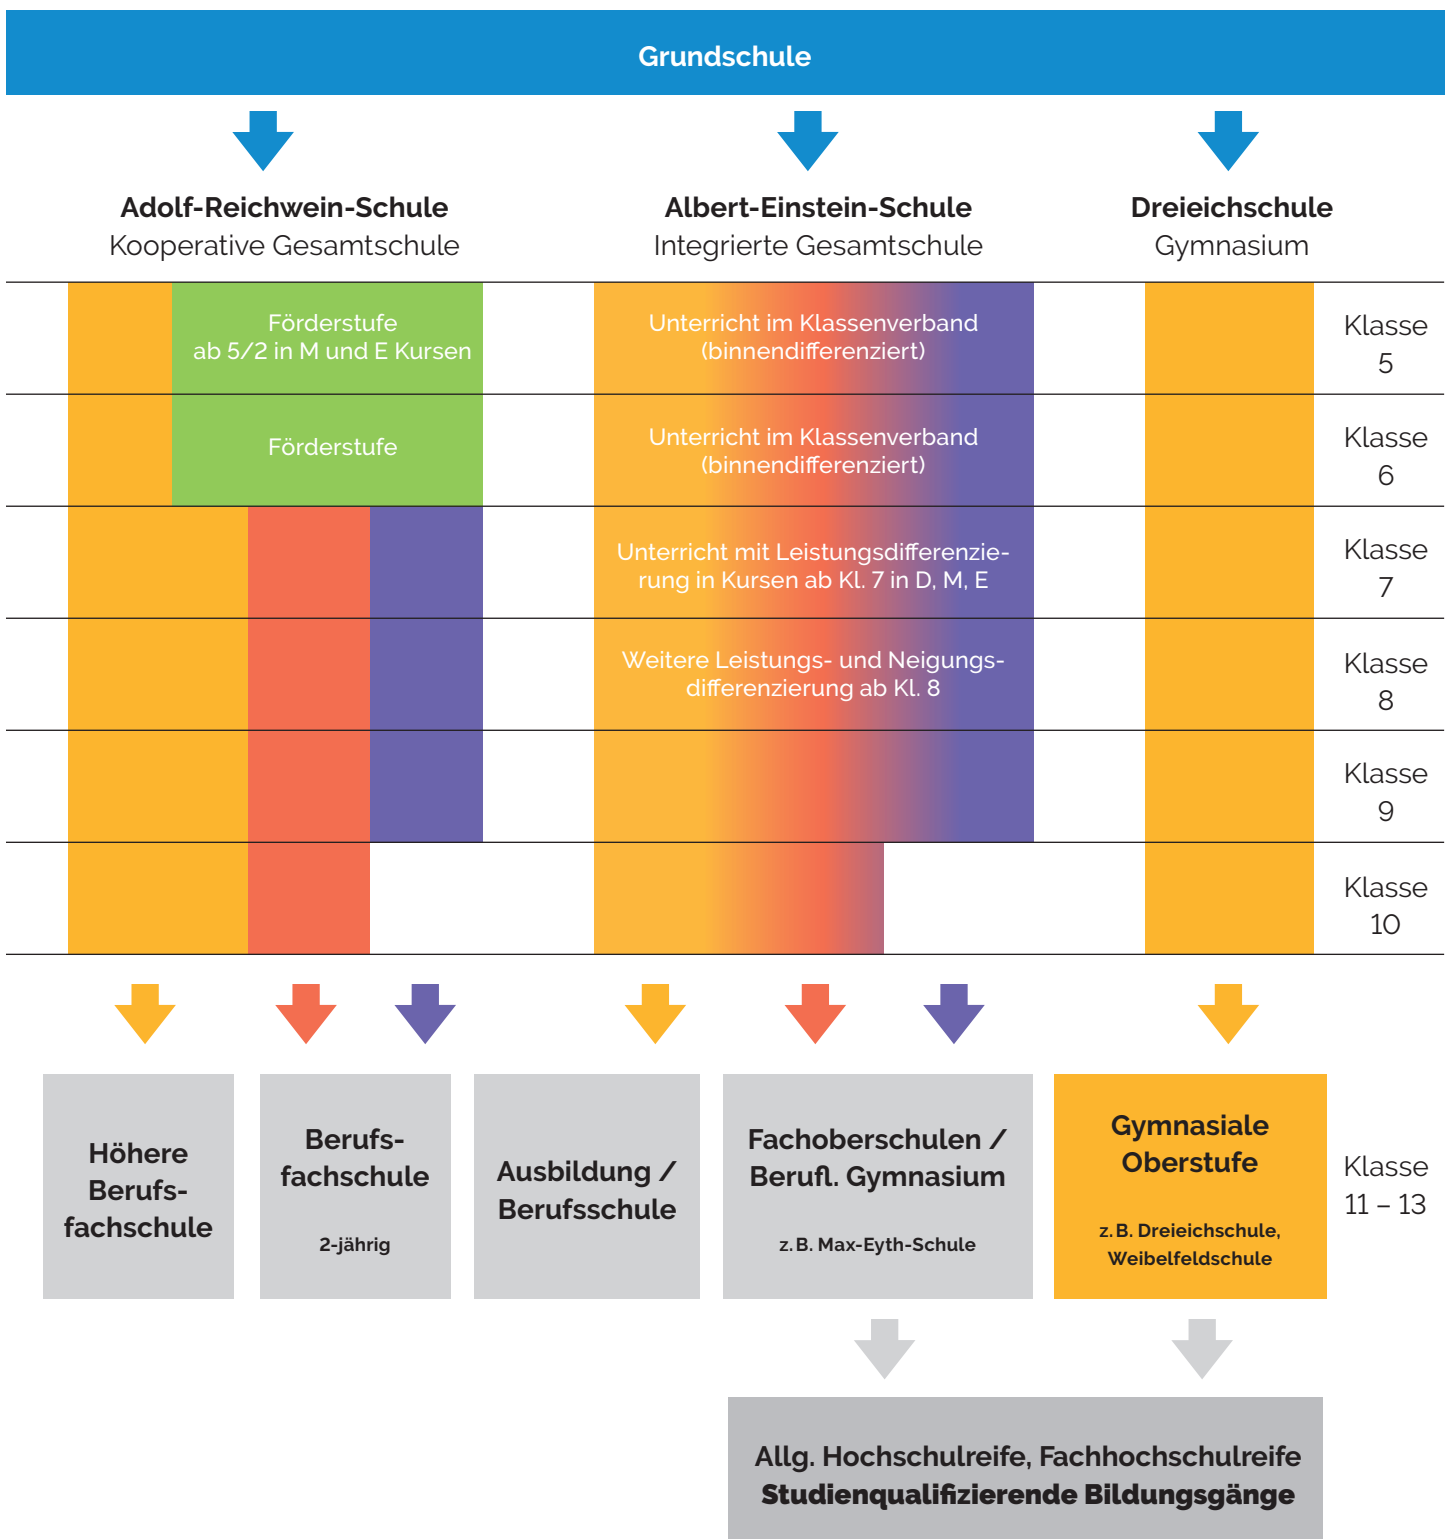 Grundschule
Adolf-Reichwein-Schule
Kooperative Gesamtschule
Albert-Einstein-Schule
Integrierte Gesamtschule
Dreieichschule
Gymnasium
Förderstufe
ab 5/2 in M und E Kursen
Unterricht im Klassenverband
(binnendifferenziert)
Klasse
5
Förderstufe
Unterricht im Klassenverband
(binnendifferenziert)
Klasse
6
Unterricht mit Leistungsdifferenzie-
rung in Kursen ab Kl. 7 in D, M, E
Klasse
7
Weitere Leistungs- und Neigungs-
differenzierung ab Kl. 8
Klasse
8
Klasse
9
Klasse
10
Höhere
Berufs-
fachschule
Berufs-
fachschule
2-jährig
Ausbildung /
Berufsschule
Fachoberschulen /
Berufl. Gymnasium
z. B. Max-Eyth-Schule
Gymnasiale
Oberstufe
z. B. Dreieichschule,
Weibelfeldschule
Klasse
11 – 13
Allg. Hochschulreife, Fachhochschulreife
Studienqualifizierende Bildungsgänge